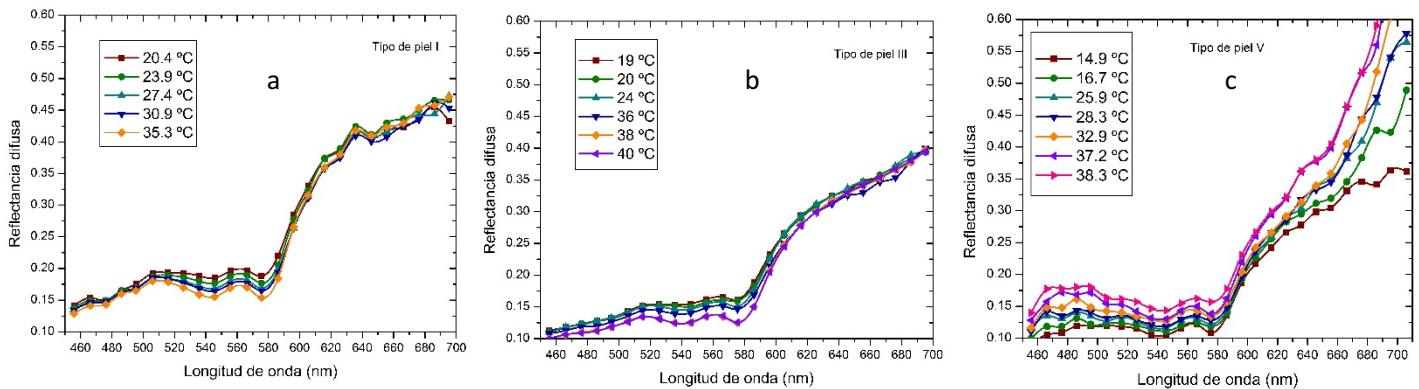 0.60
0.55
0.50
0.45
0.40
0.35
0.30
0.25
0.20
0.15
0.10
Reflectancia difusa
20.4 ºC
23.9 ºC
27.4 ºC
30.9 ºC
35.3 ºC
a
Tipo de piel I
460 480 500 520 540 560 580 600 620 640 660 680 700
Longitud de onda (nm)
0.60
0.55
0.50
0.45
0.40
0.35
0.30
0.25
0.20
0.15
0.10
Reflectancia difusa
19 ºC
20 ºC
24 ºC
36 ºC
38 ºC
40 ºC
b
Tipo de piel III
460 480 500 520 540 560 580 600 620 640 660 680 700
Longitud de onda (nm)
0.60
0.55
0.50
0.45
0.40
0.35
0.30
0.25
0.20
0.15
0.10
Reflectancia difusa
14.9 ºC
16.7 ºC
25.9 ºC
28.3 ºC
32.9 ºC
37.2 ºC
38.3 ºC
Tipo de piel V
c
460 480 500 520 540 560 580 600 620 640 660 680 700
Longitud de onda (nm)